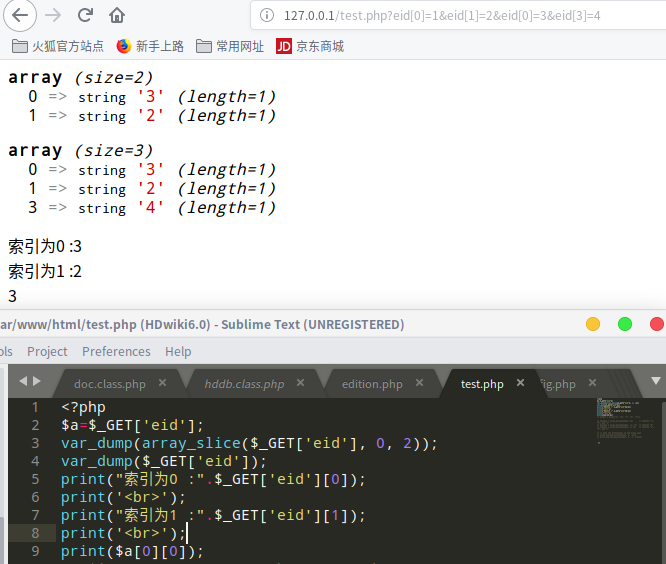 127.0.0.1/test.php?eid[0]=1&eid[1]=2&eid[0]=3&eid[3]=4
火狐官方站点 新手上路 常用网址 JD 京东商城
array (size=2)
0 => string '3' (length=1)
1 => string '2' (length=1)
array (size=3)
0 => string '3' (length=1)
1 => string '2' (length=1)
3 => string '4' (length=1)
索引为0 :3
索引为1 :2
3
ar/www/html/test.php (HDwiki6.0) - Sublime Text (UNREGISTERED)
ols Project Preferences Help
doc.class.php hddb.class.php edition.php test.php fig.php
1 <?php
2 $a=$_GET['eid'];
3 var_dump(array_slice($_GET['eid'], 0, 2));
4 var_dump($_GET['eid']);
5 print("索引为0 :".$_GET['eid'][0]);
6 print('<br>');
7 print("索引为1 :".$_GET['eid'][1]);
8 print('<br>');
9 print($a[0][0]);